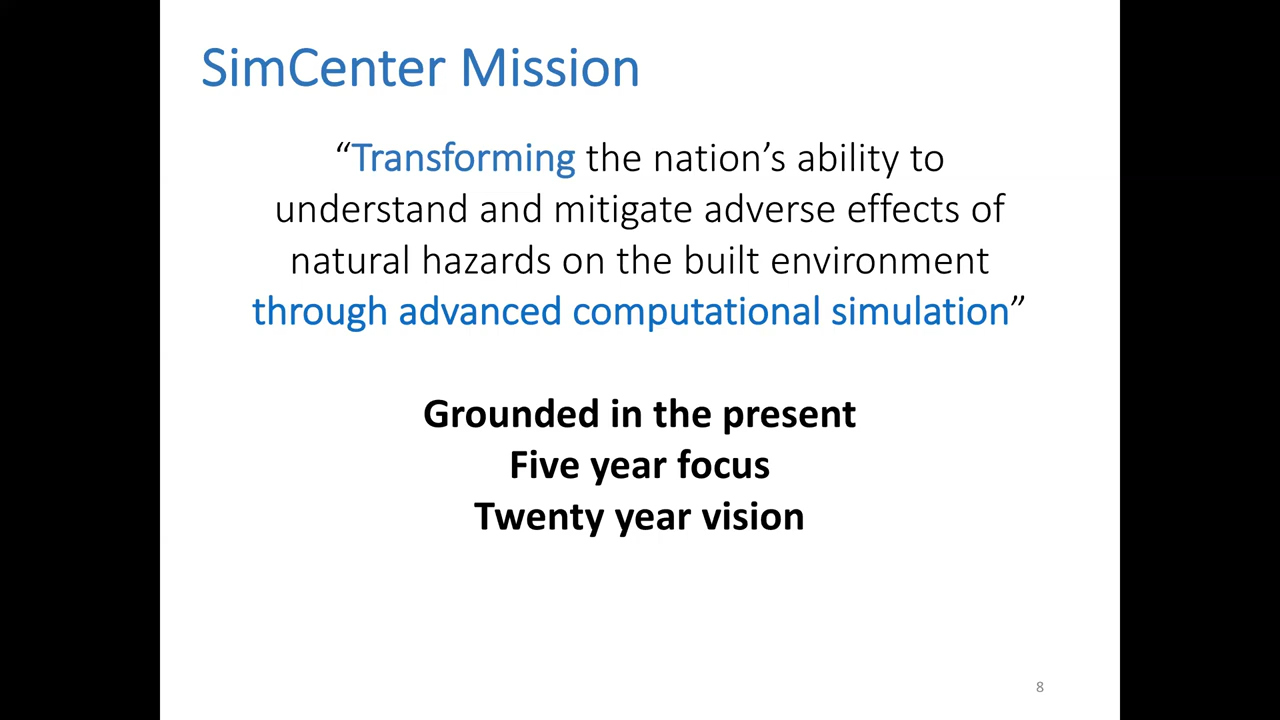 SimCenter Mission
“Transforming the nation’s ability to
understand and mitigate adverse effects of
natural hazards on the built environment
through advanced computational simulation”
Grounded in the present
Five year focus
Twenty year vision
8